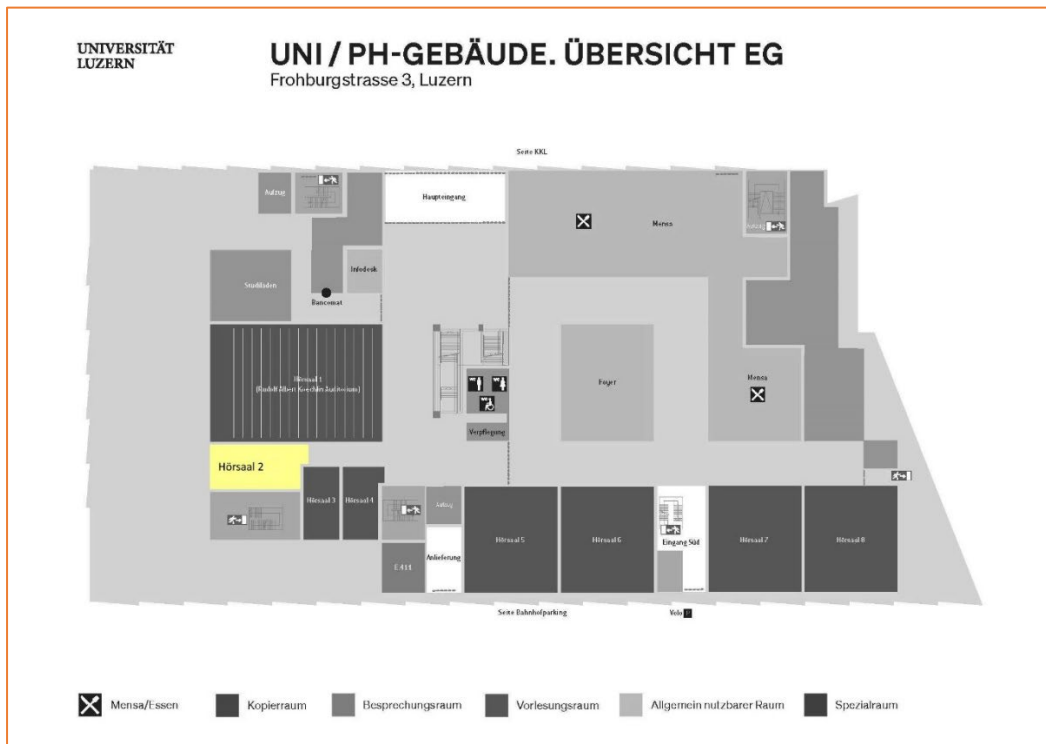 UNIVERSITÄT
LUZERN
UNI / PH-GEBÄUDE. ÜBERSICHT EG
Frohburgstrasse 3, Luzern
Seite KKL
Aufzug
Haupteingang
Mensa
Aufzug
Infodesk
Studiladen
Bancomat
Hörsaal 1
(Rudolf Albert Koechlin Auditorium)
Foyer
Mensa
Verpflegung
Hörsaal 2
Hörsaal 3
Hörsaal 4
Aufzug
Hörsaal 5
Hörsaal 6
Eingang Süd
Hörsaal 7
Hörsaal 8
Anlieferung
E.411
Seite Bahnhofparking
Velo P
Mensa/Essen
Kopierraum
Besprechungsraum
Vorlesungsraum
Allgemein nutzbarer Raum
Spezialraum